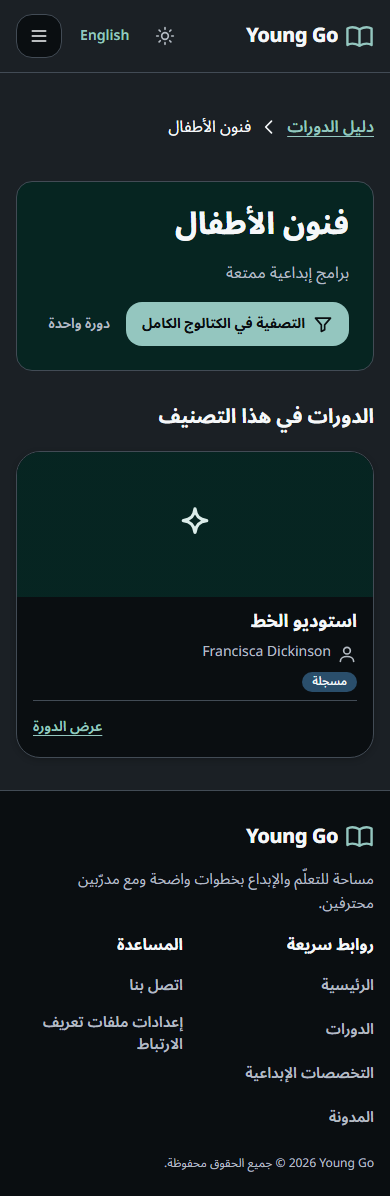 Young Go
English
دليل الدورات
فنون الأطفال
فنون الأطفال
برامج إبداعية ممتعة
التصفية في الكتالوج الكامل
دورة واحدة
الدورات في هذا التصنيف
استوديو الخط
Francisca Dickinson
مسجلة
عرض الدورة
Young Go
مساحة للتعلّم والإبداع بخطوات واضحة ومع مدرّبين
محترفين.
روابط سريعة
الرئيسية
الدورات
التخصصات الإبداعية
المدونة
المساعدة
اتصل بنا
إعدادات ملفات تعريف
الارتباط
Young Go 2026 © جميع الحقوق محفوظة.